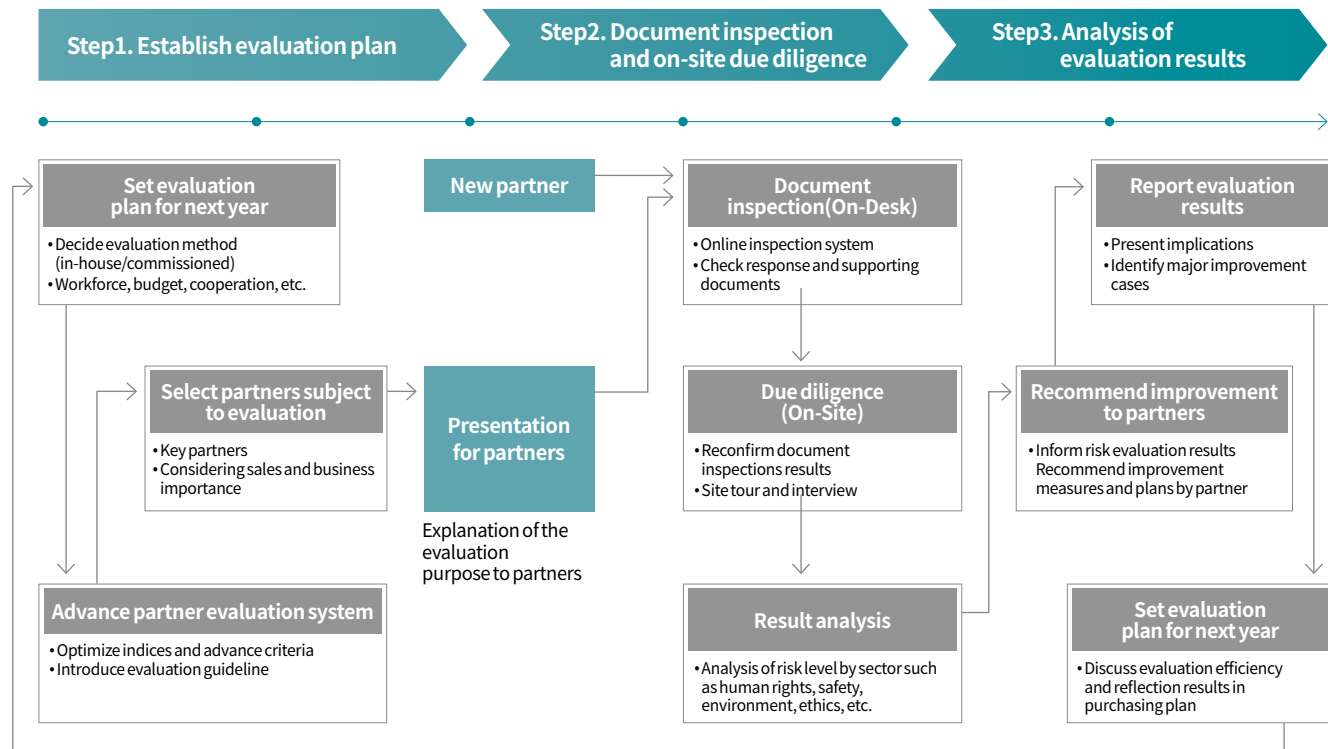 Step1. Establish evaluation plan
Step2. Document inspection
and on-site due diligence
Step3. Analysis of
evaluation results
Set evaluation
plan for next year
• Decide evaluation method
(in-house/commissioned)
• Workforce, budget, cooperation, etc.
Select partners subject
to evaluation
• Key partners
• Considering sales and business
importance
Advance partner evaluation system
• Optimize indices and advance criteria
• Introduce evaluation guideline
New partner
Presentation
for partners
Explanation of the
evaluation
purpose to partners
Document
inspection(On-Desk)
• Online inspection system
• Check response and supporting
documents
Due diligence
(On-Site)
• Reconfirm document
inspections results
• Site tour and interview
Result analysis
• Analysis of risk level by sector such
as human rights, safety,
environment, ethics, etc.
Recommend improvement
to partners
• Inform risk evaluation results
Recommend improvement
measures and plans by partner
Report evaluation
results
• Present implications
• Identify major improvement
cases
Set evaluation
plan for next year
• Discuss evaluation efficiency
and reflection results in
purchasing plan